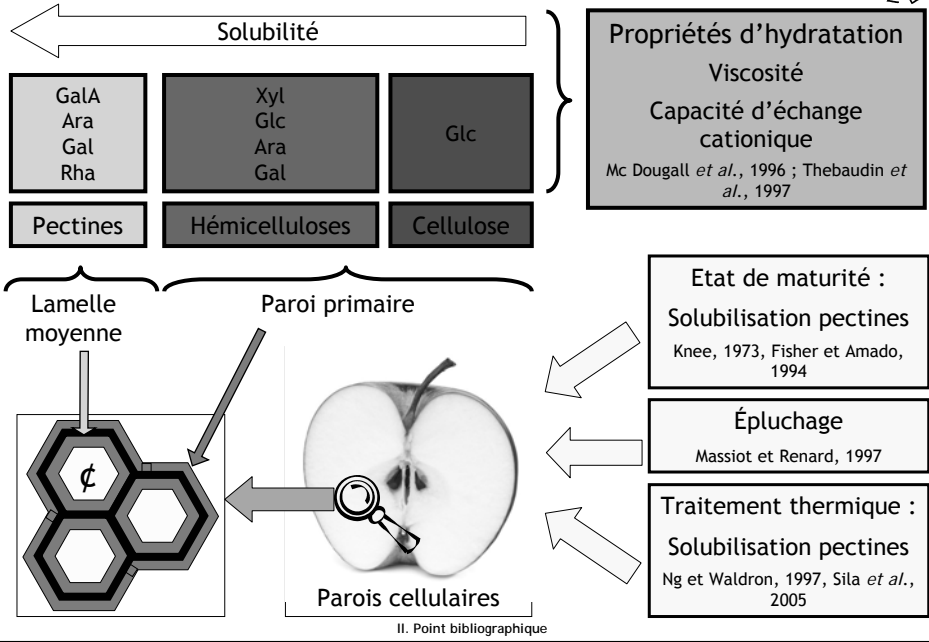 Solubilité
GalA
Ara
Gal
Rha
Xyl
Glc
Ara
Gal
Glc
Pectines
Hémicelluloses
Cellulose
Propriétés d’hydratation
Viscosité
Capacité d’échange
cationique
Mc Dougall et al., 1996 ; Thebaudin et
al., 1997
Lamelle
moyenne
Paroi primaire
¢
Parois cellulaires
Etat de maturité :
Solubilisation pectines
Knee, 1973, Fisher et Amado,
1994
Épluchage
Massiot et Renard, 1997
Traitement thermique :
Solubilisation pectines
Ng et Waldron, 1997, Sila et al.,
2005
II. Point bibliographique